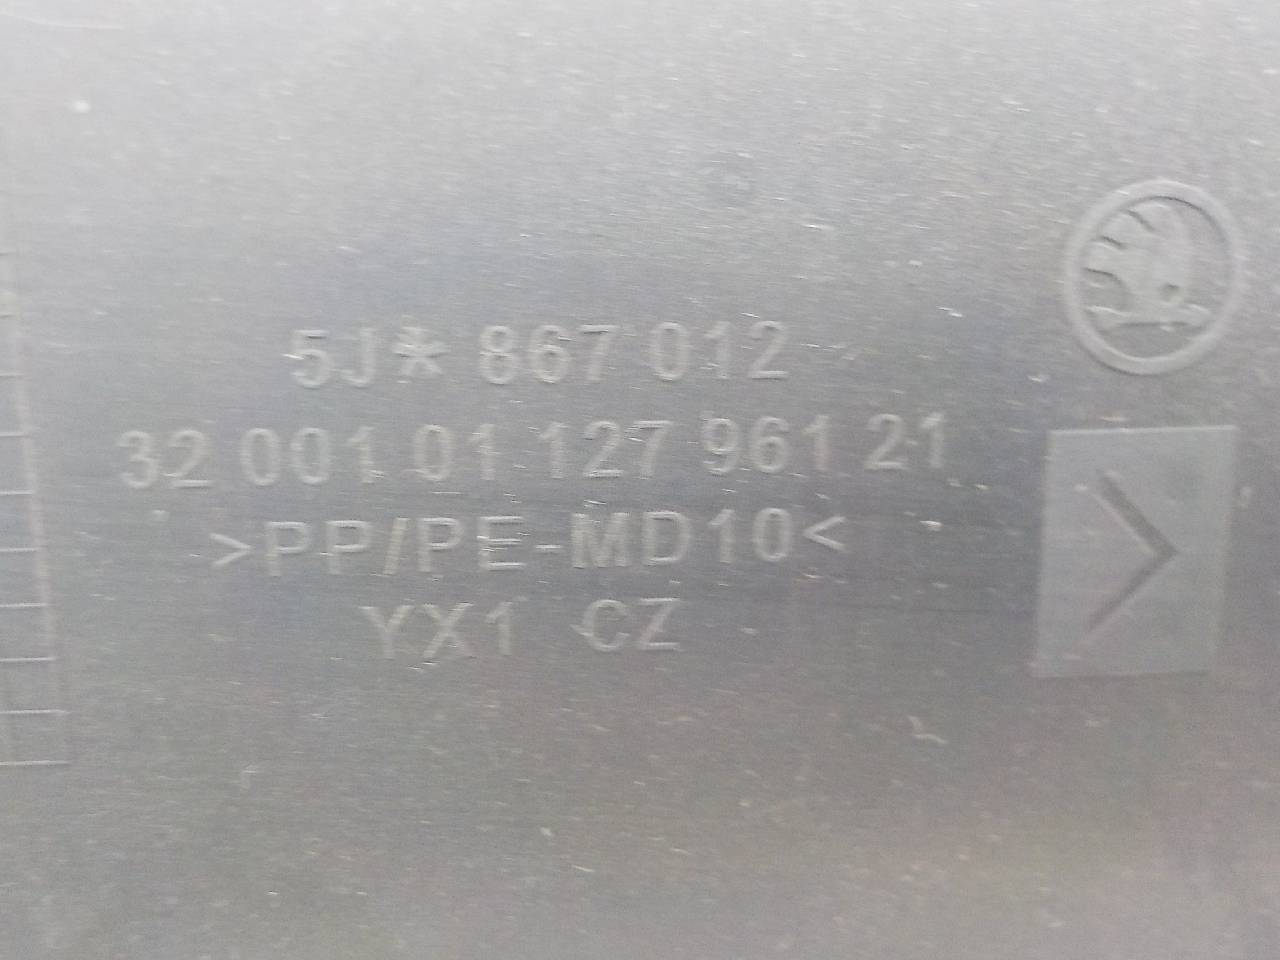 5J* 867 012
32 001 01 127 961 21
>PP/PE-MD10<
YX1 CZ